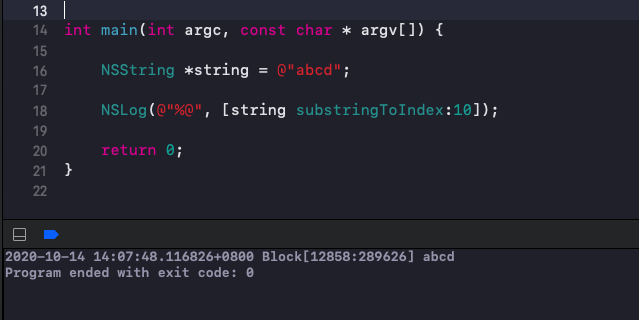 13
14 int main(int argc, const char * argv[]) {
15
16     NSString *string = @"abcd";
17
18     NSLog(@"%@", [string substringToIndex:10]);
19
20     return 0;
21 }
22
2020-10-14 14:07:48.116826+0800 Block[12858:289626] abcd
Program ended with exit code: 0